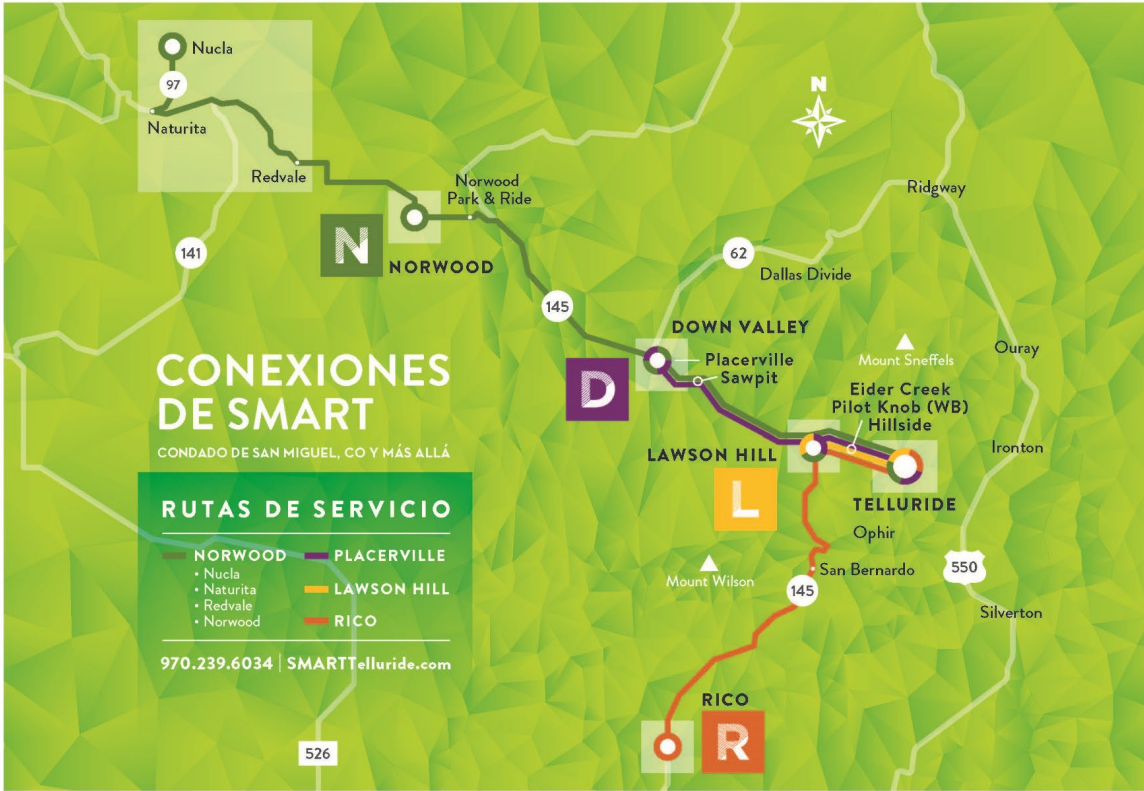 Nucla
97
Naturita
Redvale
Norwood
Park & Ride
N
N
NORWOOD
141
145
Ridgway
62
Dallas Divide
DOWN VALLEY
Placerville
Sawpit
D
Mount Sneffels
Ouray
Eider Creek
Pilot Knob (WB)
Hillside
Ironton
LAWSON HILL
L
TELLURIDE
Ophir
550
San Bernardo
Mount Wilson
145
Silverton
RICO
R
CONEXIONES
DE SMART
CONDADO DE SAN MIGUEL, CO Y MÁS ALLÁ
RUTAS DE SERVICIO
NORWOOD
• Nucla
• Naturita
• Redvale
• Norwood
PLACERVILLE
LAWSON HILL
RICO
970.239.6034 | SMARTTelluride.com
526